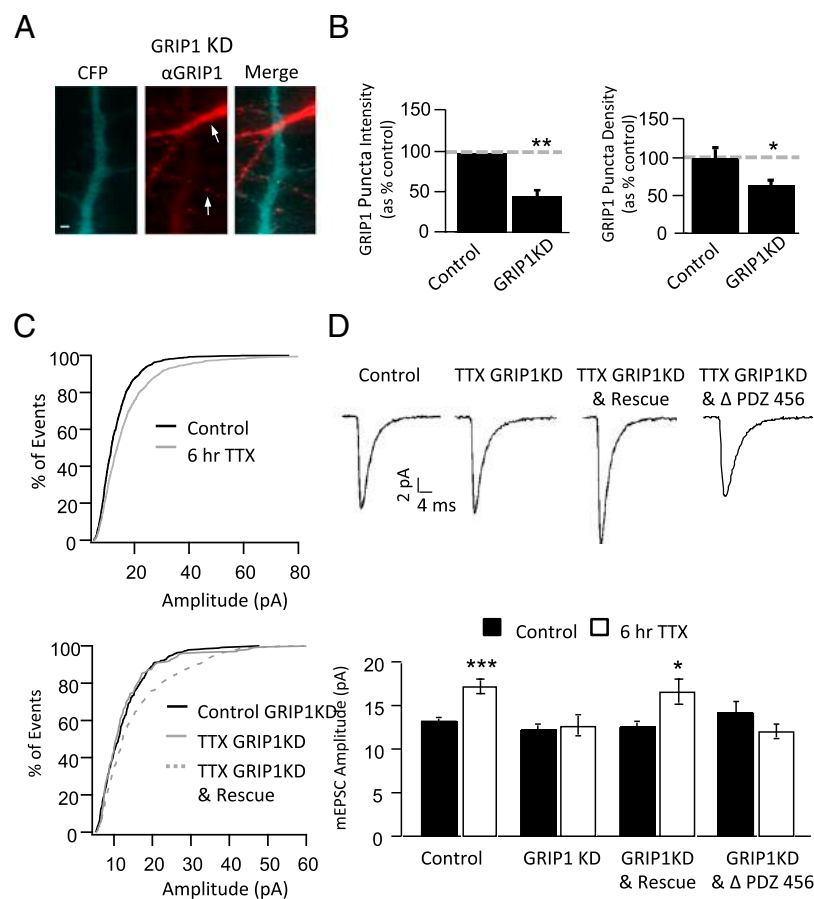 A
GRIP1 KD
CFP
αGRIP1
Merge
B
GRIP1 Puncta Intensity
(as % control)
150
100
50
0
**
Control
GRIP1KD
GRIP1 Puncta Density
(as % control)
150
100
50
0
*
Control
GRIP1KD
C
% of Events
100
80
60
40
20
0
Control
6 hr TTX
20
40
60
80
Amplitude (pA)
% of Events
100
80
60
40
20
0
Control GRIP1KD
TTX GRIP1KD
TTX GRIP1KD
& Rescue
10
20
30
40
50
60
Amplitude (pA)
D
Control
TTX GRIP1KD
TTX GRIP1KD
& Rescue
TTX GRIP1KD
& Δ PDZ 456
2 pA
4 ms
Control
6 hr TTX
mEPSC Amplitude (pA)
20
15
10
5
0
***
*
Control
GRIP1 KD
GRIP1KD
& Rescue
GRIP1KD
& Δ PDZ 456